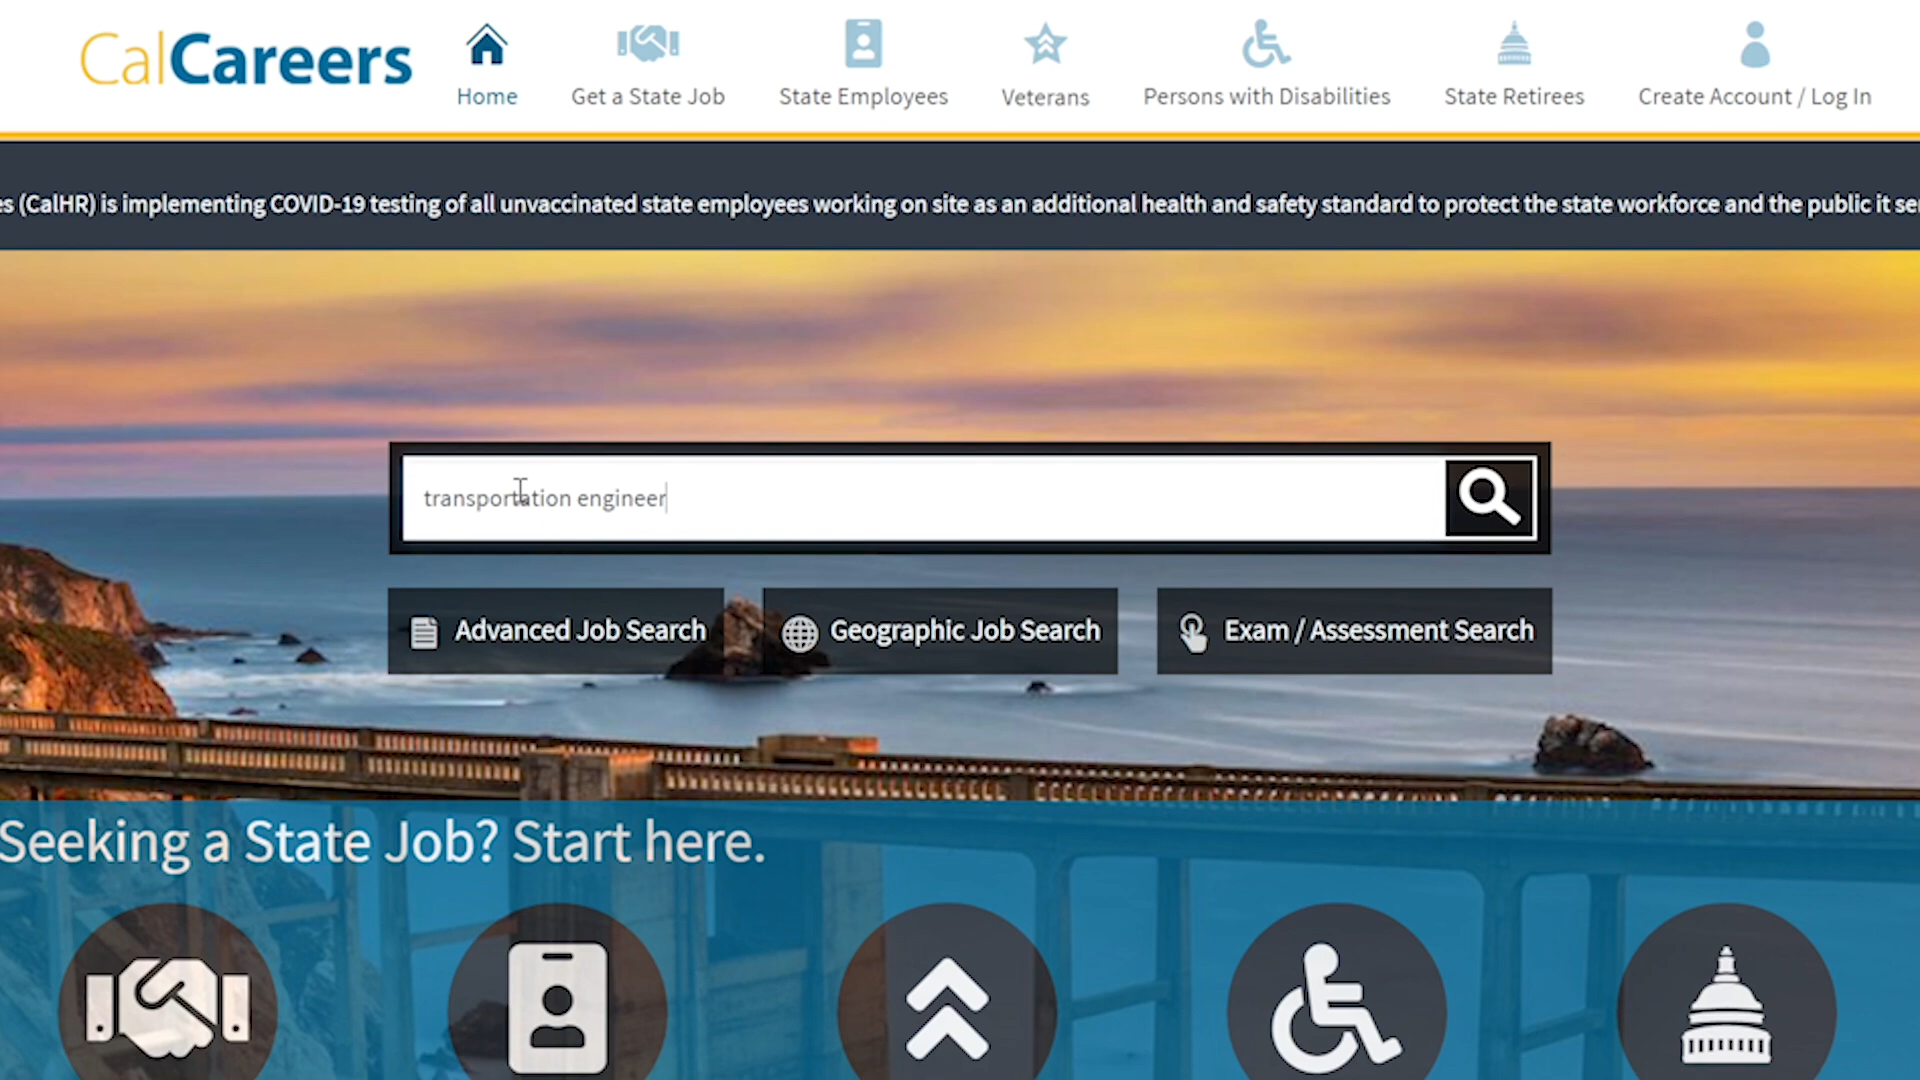 CalCareers
Home
Get a State Job
State Employees
Veterans
Persons with Disabilities
State Retirees
Create Account / Log In
(CalHR) is implementing COVID-19 testing of all unvaccinated state employees working on site as an additional health and safety standard to protect the state workforce and the public it
transportation engineer
Advanced Job Search
Geographic Job Search
Exam / Assessment Search
Seeking a State Job? Start here.